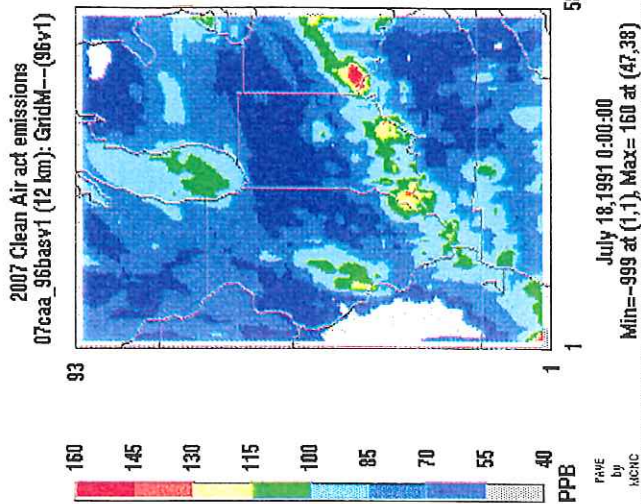 2007 Clean Air act emissions
07caa_96basv1 (12 km): GridM--(96v1)
160
145
130
115
100
85
70
55
40
PPB
PAVE
by
MCNC
93
1
1
July 18,1991 0:00:00
Min=-999 at (1,1), Max= 160 at (47,38)